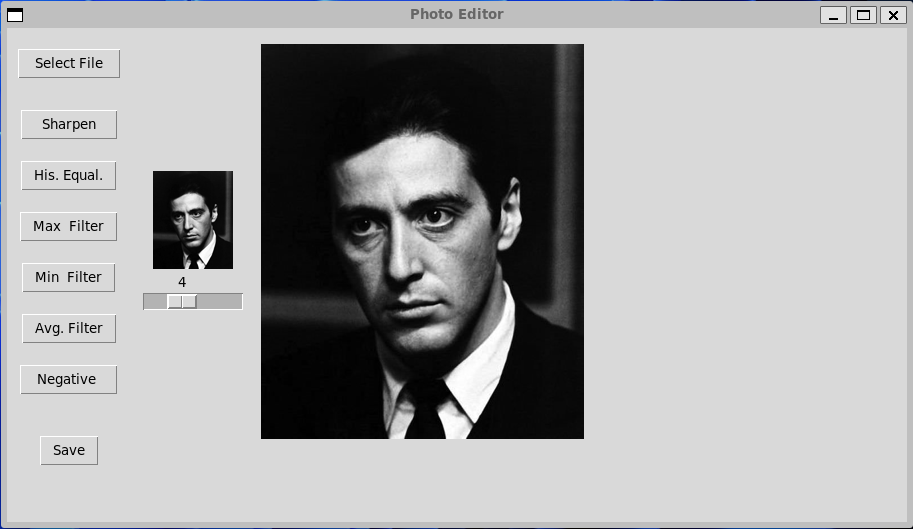 Photo Editor
Select File
Sharpen
His. Equal.
Max  Filter
Min  Filter
4
Avg. Filter
Negative
Save